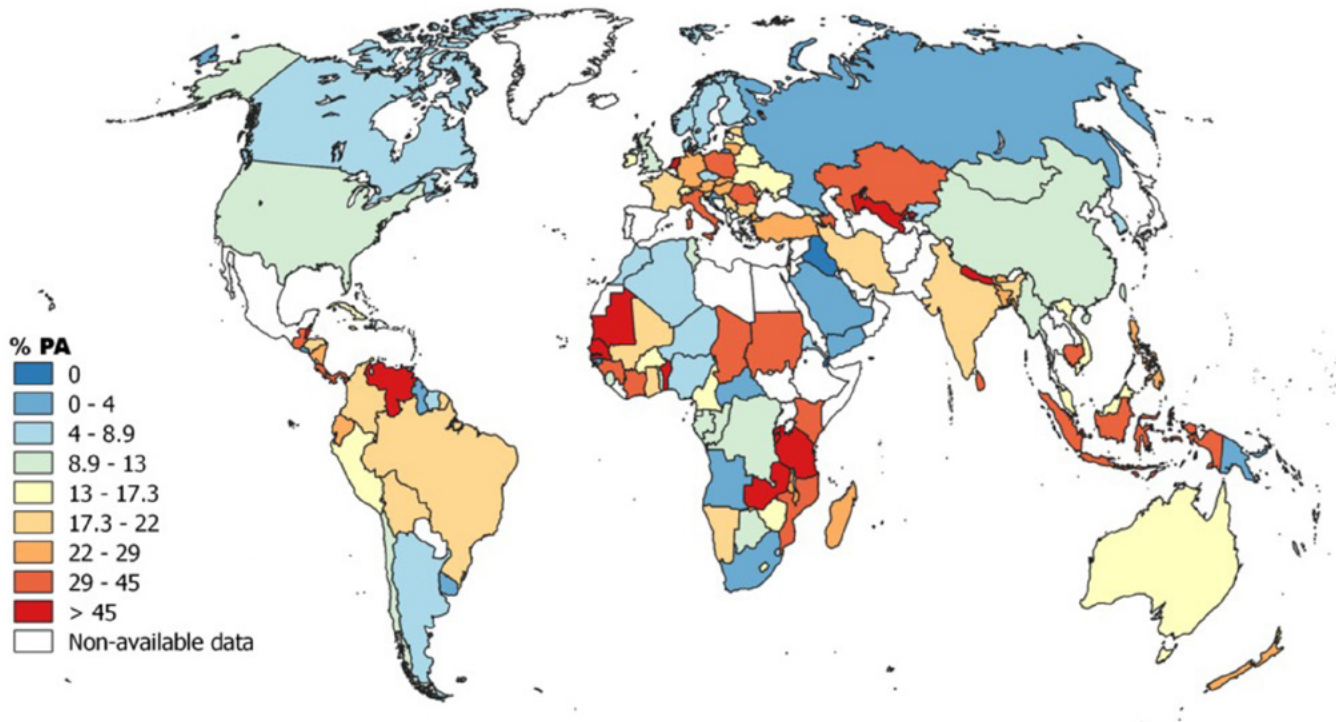 % PA
0
0 - 4
4 - 8.9
8.9 - 13
13 - 17.3
17.3 - 22
22 - 29
29 - 45
> 45
Non-available data